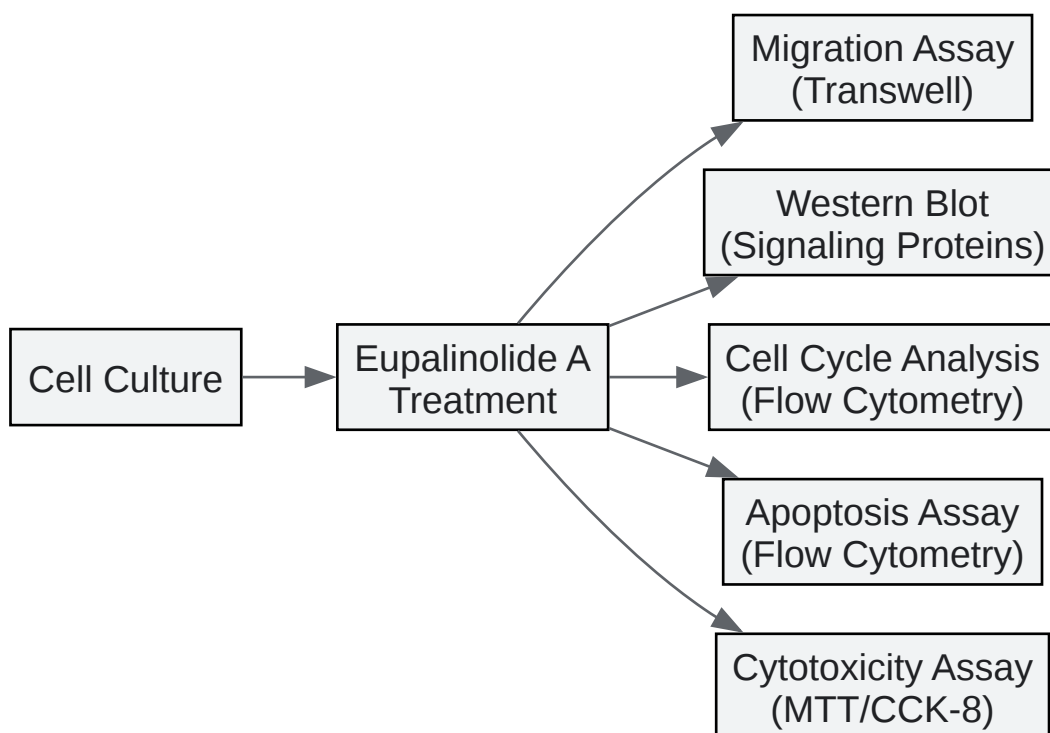 Cell Culture
Eupalinolide A
Treatment
Migration Assay
(Transwell)
Western Blot
(Signaling Proteins)
Cell Cycle Analysis
(Flow Cytometry)
Apoptosis Assay
(Flow Cytometry)
Cytotoxicity Assay
(MTT/CCK-8)